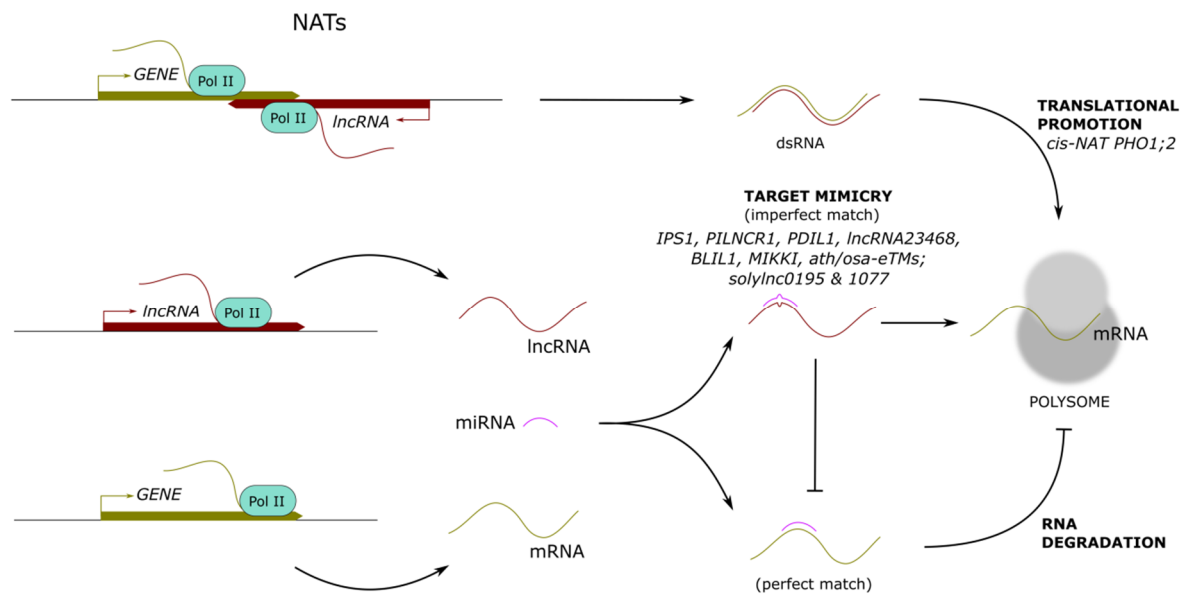 NATs
GENE
Pol II
Pol II
lncRNA
dsRNA
TRANSLATIONAL
PROMOTION
cis-NAT PHO1;2
TARGET MIMICRY
(imperfect match)
IPS1, PILNCR1, PDIL1, lncRNA23468,
BLIL1, MIKKI, ath/osa-eTMs;
solylnc0195 & 1077
lncRNA
Pol II
lncRNA
mRNA
POLYSOME
miRNA
GENE
Pol II
mRNA
(perfect match)
RNA
DEGRADATION